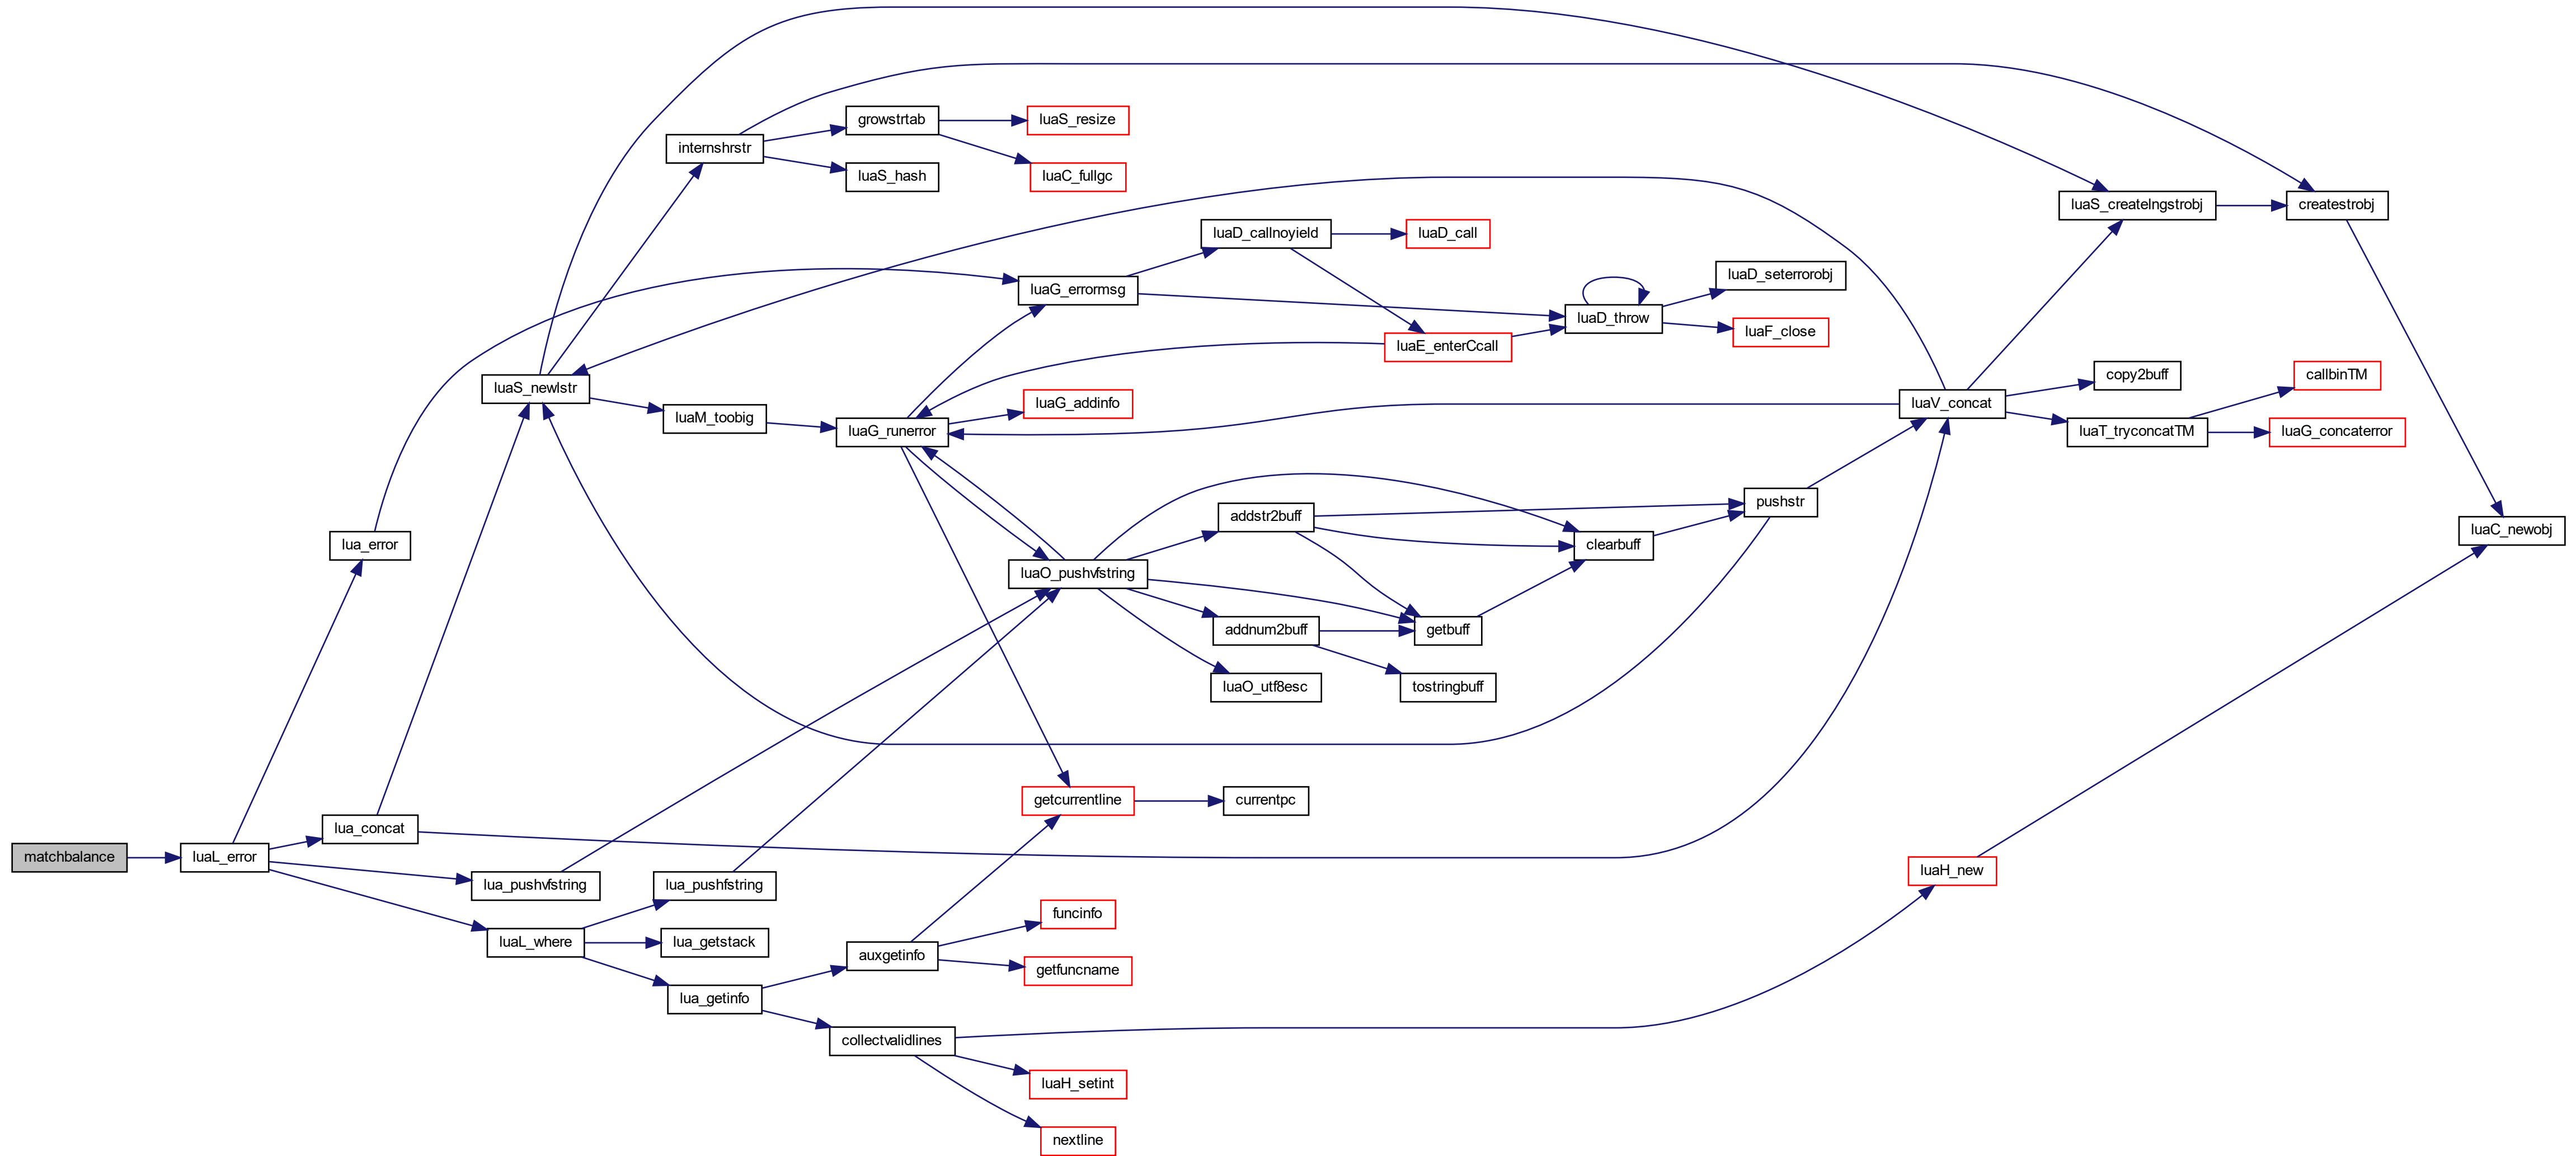 matchbalance
luaL_error
lua_error
lua_concat
lua_pushvfstring
luaL_where
luaS_newlstr
internshrstr
luaM_toobig
lua_pushfstring
lua_getstack
lua_getinfo
growstrtab
luaS_hash
luaG_runerror
auxgetinfo
collectvalidlines
luaS_resize
luaC_fullgc
luaG_errormsg
luaG_addinfo
luaO_pushvfstring
getcurrentline
funcinfo
getfuncname
luaH_setint
nextline
luaD_callnoyield
addstr2buff
addnum2buff
luaO_utf8esc
currentpc
luaD_call
luaE_enterCcall
getbuff
tostringbuff
luaD_throw
clearbuff
luaD_seterrorobj
luaF_close
pushstr
luaV_concat
luaH_new
luaS_createlngstrobj
copy2buff
luaT_tryconcatTM
createstrobj
callbinTM
luaG_concaterror
luaC_newobj